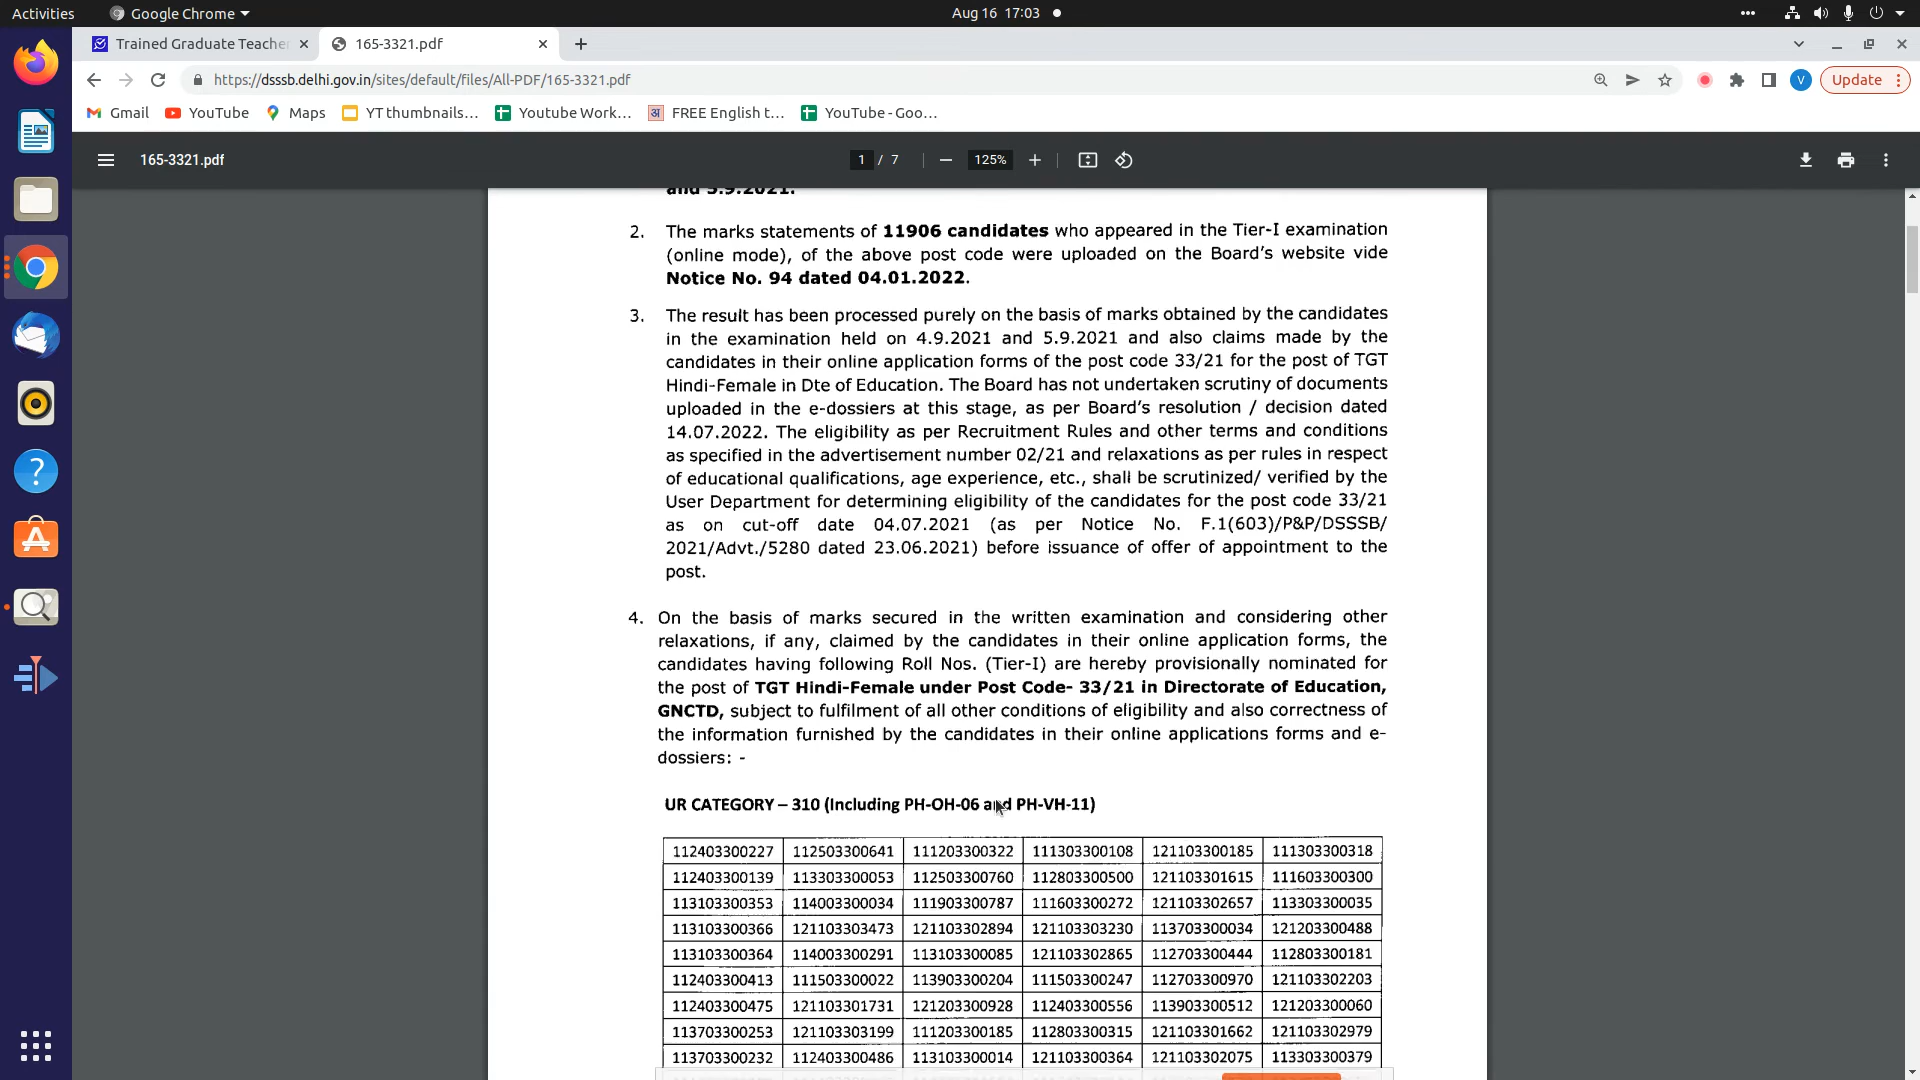 Activities Google Chrome Aug 16 17:03
Trained Graduate Teache 165-3321.pdf
https://dsssb.delhi.gov.in/sites/default/files/All-PDF/165-3321.pdf V Update
Gmail YouTube Maps YT thumbnails... Youtube Work... FREE English t... YouTube - Goo...
165-3321.pdf 1 / 7 125%
and 5.9.2021.
2. The marks statements of 11906 candidates who appeared in the Tier-I examination
(online mode), of the above post code were uploaded on the Board's website vide
Notice No. 94 dated 04.01.2022.
3. The result has been processed purely on the basis of marks obtained by the candidates
in the examination held on 4.9.2021 and 5.9.2021 and also claims made by the
candidates in their online application forms of the post code 33/21 for the post of TGT
Hindi-Female in Dte of Education. The Board has not undertaken scrutiny of documents
uploaded in the e-dossiers at this stage, as per Board's resolution / decision dated
14.07.2022. The eligibility as per Recruitment Rules and other terms and conditions
as specified in the advertisement number 02/21 and relaxations as per rules in respect
of educational qualifications, age experience, etc., shall be scrutinized/ verified by the
User Department for determining eligibility of the candidates for the post code 33/21
as on cut-off date 04.07.2021 (as per Notice No. F.1(603)/P&P/DSSSB/
2021/Advt./5280 dated 23.06.2021) before issuance of offer of appointment to the
post.
4. On the basis of marks secured in the written examination and considering other
relaxations, if any, claimed by the candidates in their online application forms, the
candidates having following Roll Nos. (Tier-I) are hereby provisionally nominated for
the post of TGT Hindi-Female under Post Code- 33/21 in Directorate of Education,
GNCTD, subject to fulfilment of all other conditions of eligibility and also correctness of
the information furnished by the candidates in their online applications forms and e-
dossiers: -
UR CATEGORY – 310 (Including PH-OH-06 and PH-VH-11)
112403300227 112503300641 111203300322 111303300108 121103300185 111303300318
112403300139 113303300053 112503300760 112803300500 121103301615 111603300300
113103300353 114003300034 111903300787 111603300272 121103302657 113303300035
113103300366 121103303473 121103302894 121103303230 113703300034 121203300488
113103300364 114003300291 113103300085 121103302865 112703300444 112803300181
112403300413 111503300022 113903300204 111503300247 112703300970 121103302203
112403300475 121103301731 121203300928 112403300556 113903300512 121203300060
113703300253 121103303199 111203300185 112803300315 121103301662 121103302979
113703300232 112403300486 113103300014 121103300364 121103302075 113303300379